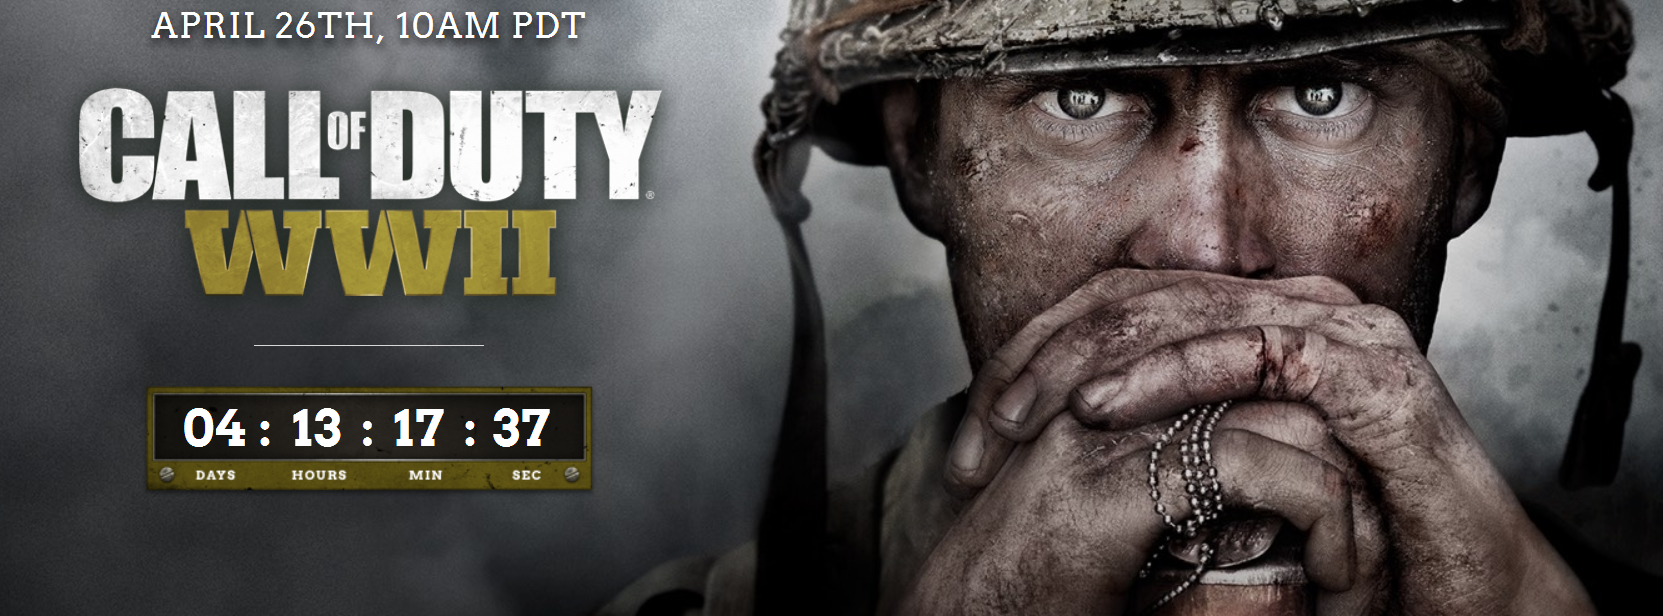 APRIL 26TH, 10AM PDT
CALL OF DUTY®
WWII
04 : 13 : 17 : 37
DAYS HOURS MIN SEC